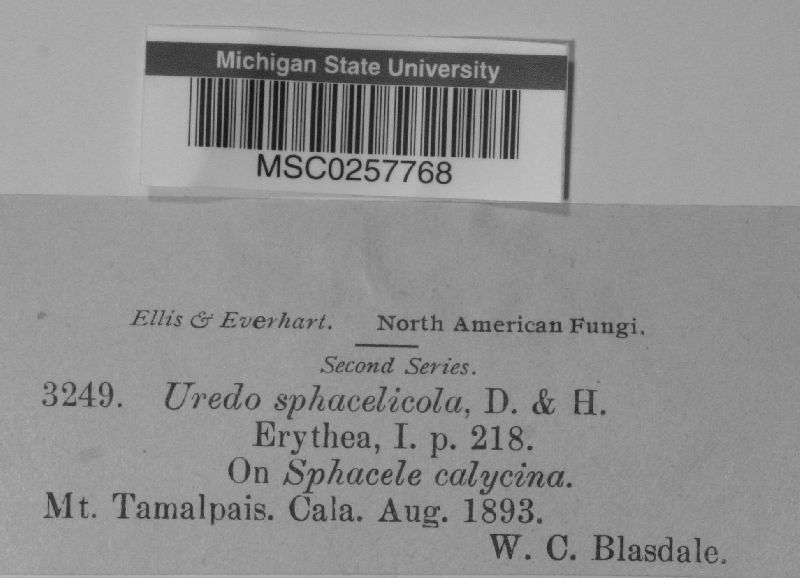 Michigan State University
MSC0257768
Ellis & Everhart. North American Fungi.
Second Series.
3249. Uredo sphacelicola, D. & H.
Erythea, I. p. 218.
On Sphacele calycina.
Mt. Tamalpais. Cala. Aug. 1893.
W. C. Blasdale.